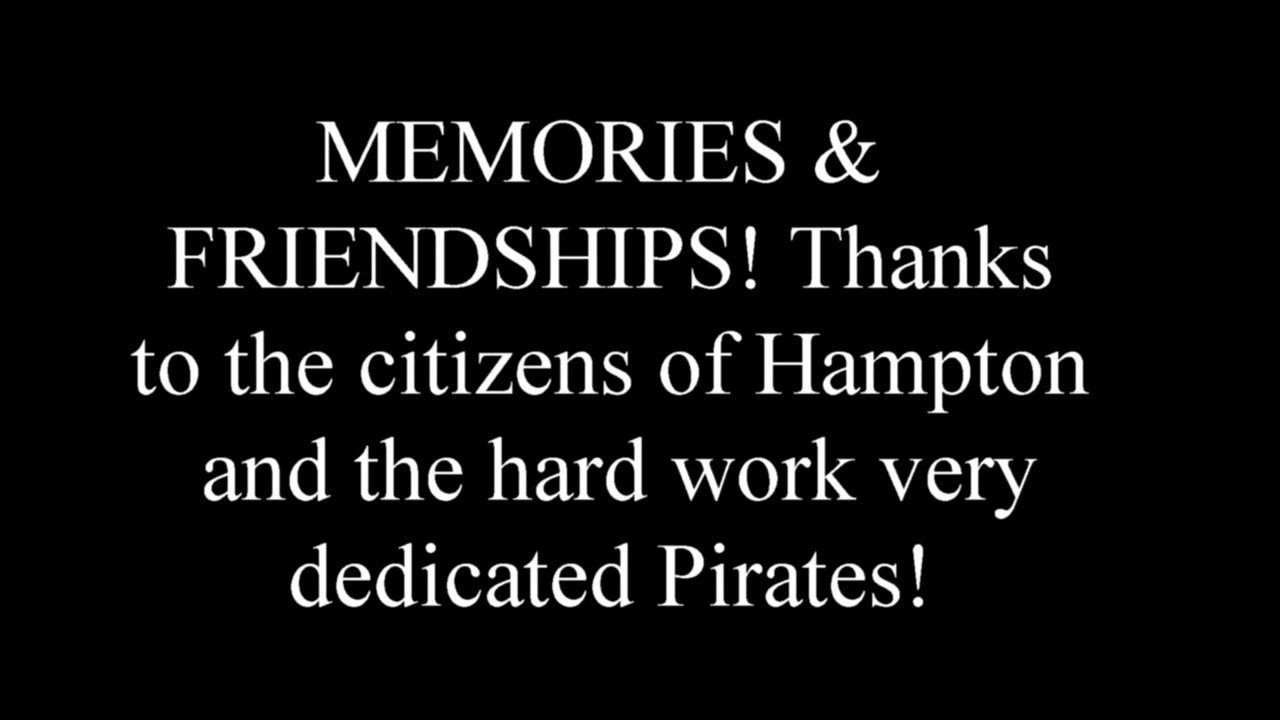 MEMORIES &
FRIENDSHIPS! Thanks
to the citizens of Hampton
and the hard work very
dedicated Pirates!